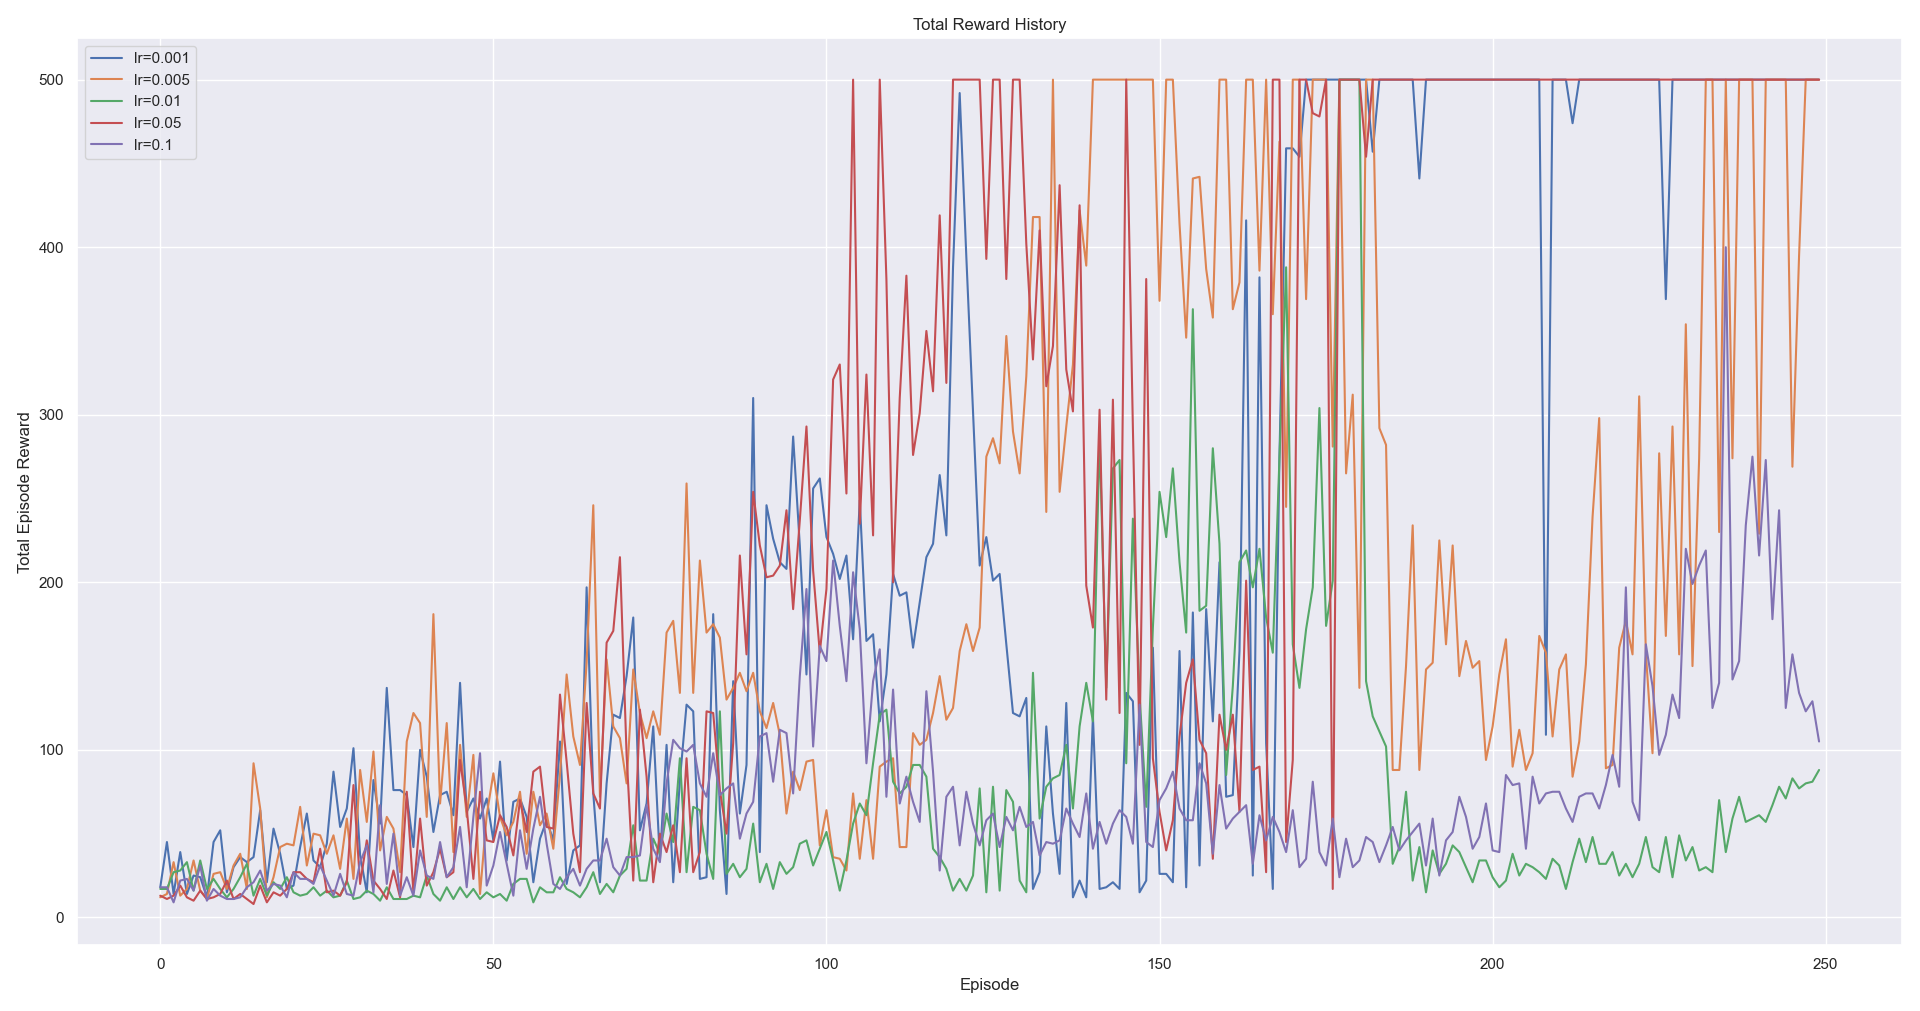 Total Reward History
lr=0.001
lr=0.005
lr=0.01
lr=0.05
lr=0.1
500
400
300
200
100
0
Total Episode Reward
0 50 100 150 200 250
Episode